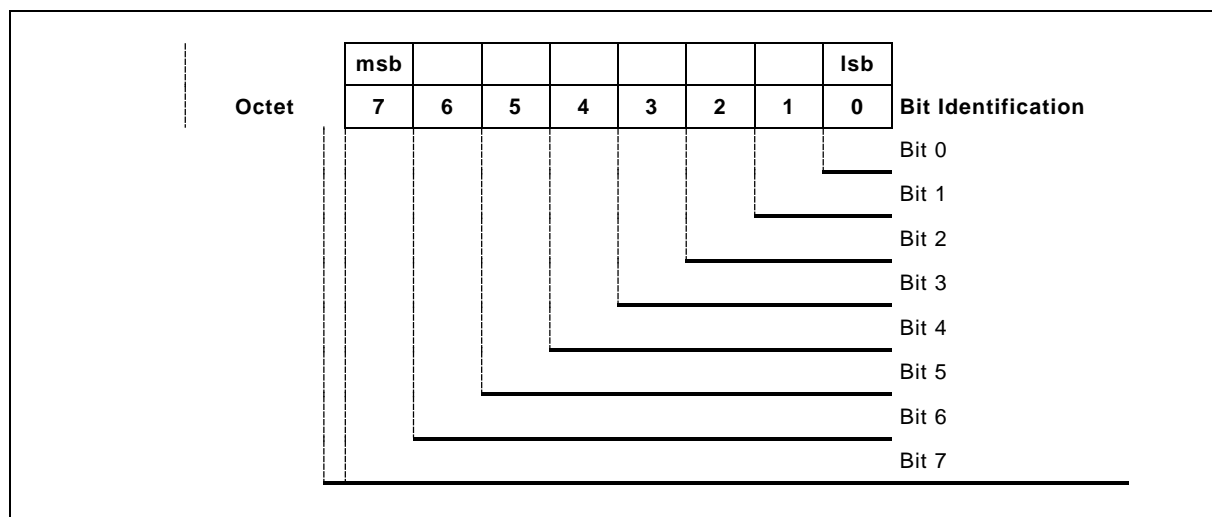 msb lsb
Octet 7 6 5 4 3 2 1 0 Bit Identification
Bit 0
Bit 1
Bit 2
Bit 3
Bit 4
Bit 5
Bit 6
Bit 7